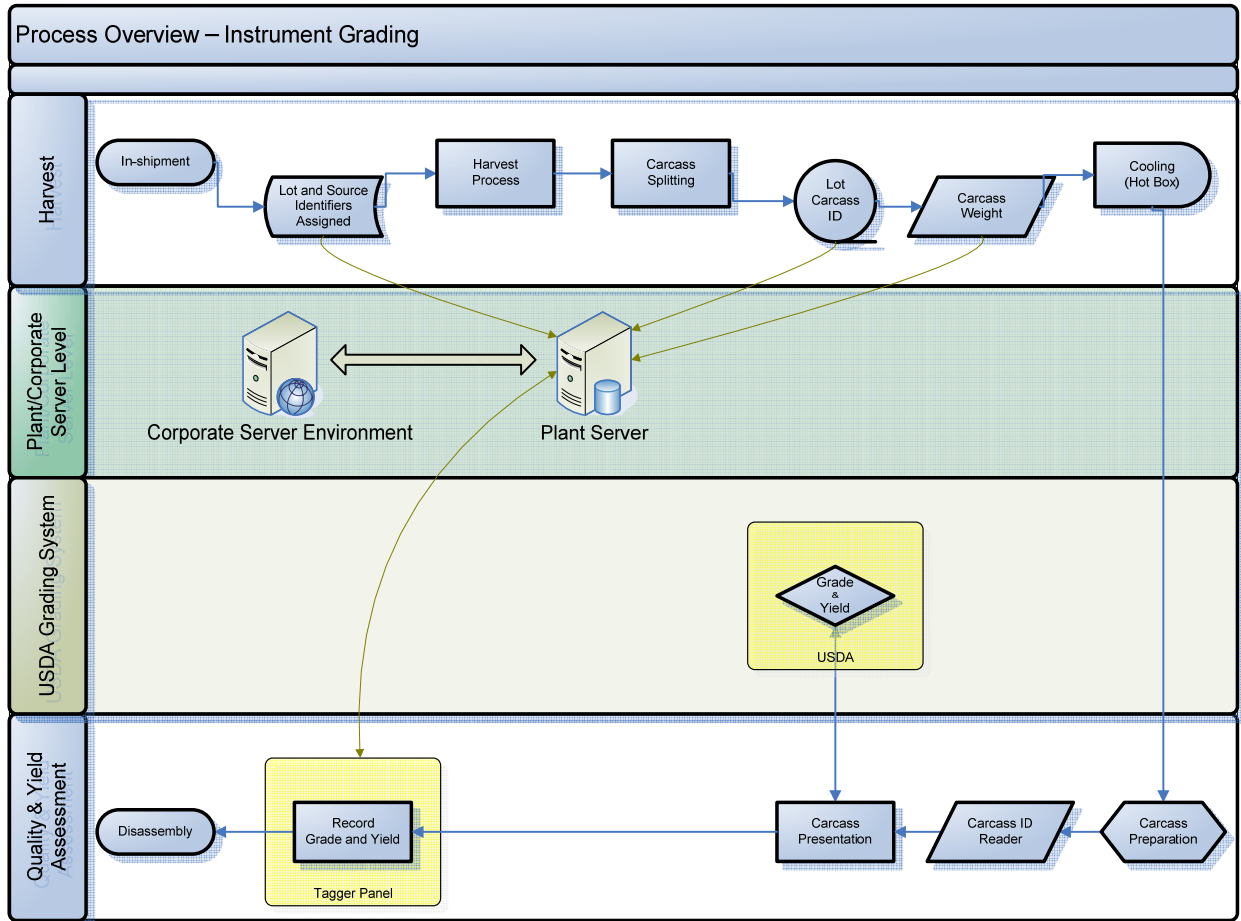 Process Overview – Instrument Grading
Harvest
In-shipment
Lot and Source
Identifiers
Assigned
Harvest
Process
Carcass
Splitting
Lot
Carcass
ID
Carcass
Weight
Cooling
(Hot Box)
Plant/Corporate
Server Level
Corporate Server Environment
Plant Server
USDA Grading System
Grade
&
Yield
USDA
Quality & Yield
Assessment
Disassembly
Record
Grade and Yield
Tagger Panel
Carcass
Presentation
Carcass ID
Reader
Carcass
Preparation